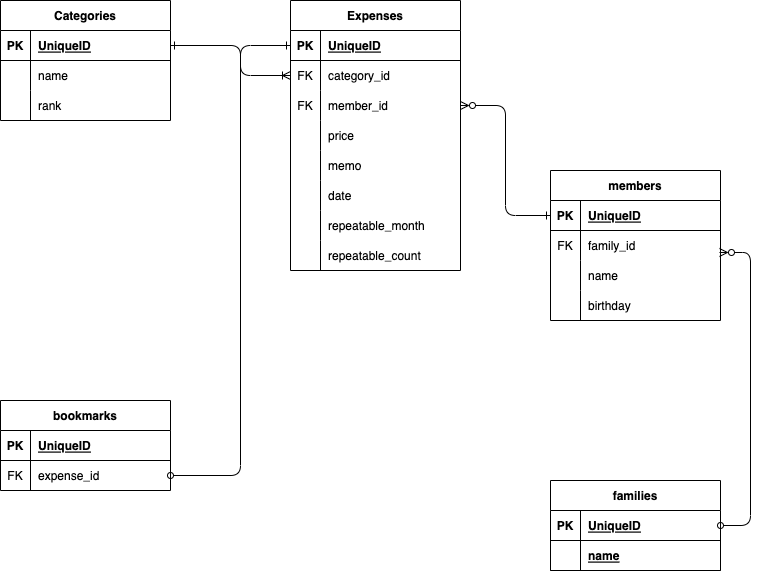 Categories
PK UniqueID
name
rank
Expenses
PK UniqueID
FK category_id
FK member_id
price
memo
date
repeatable_month
repeatable_count
members
PK UniqueID
FK family_id
name
birthday
bookmarks
PK UniqueID
FK expense_id
families
PK UniqueID
name